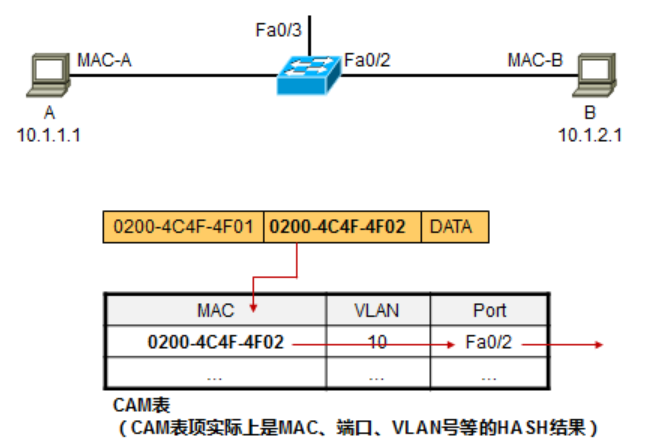 Fa0/3
MAC-A
Fa0/2
MAC-B
A
B
10.1.1.1
10.1.2.1
0200-4C4F-4F01 0200-4C4F-4F02 DATA
MAC VLAN Port
0200-4C4F-4F02 10 Fa0/2
... ... ...
CAM表
(CAM表项实际上是MAC、端口、VLAN号等的HASH结果)